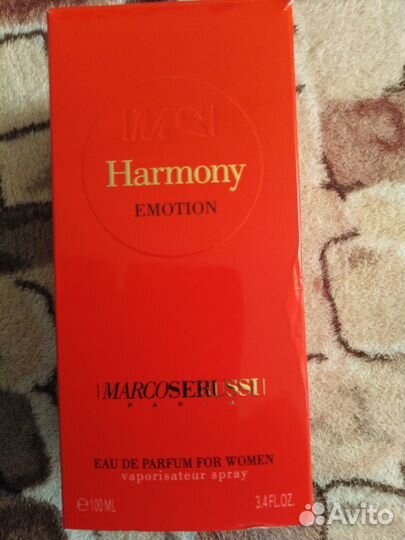 |MS|
Harmony
EMOTION
|MARCOSERUSSI|
PARIS
EAU DE PARFUM FOR WOMEN
vaporisateur spray
℮100 ML 3.4 FL.OZ.
Avito